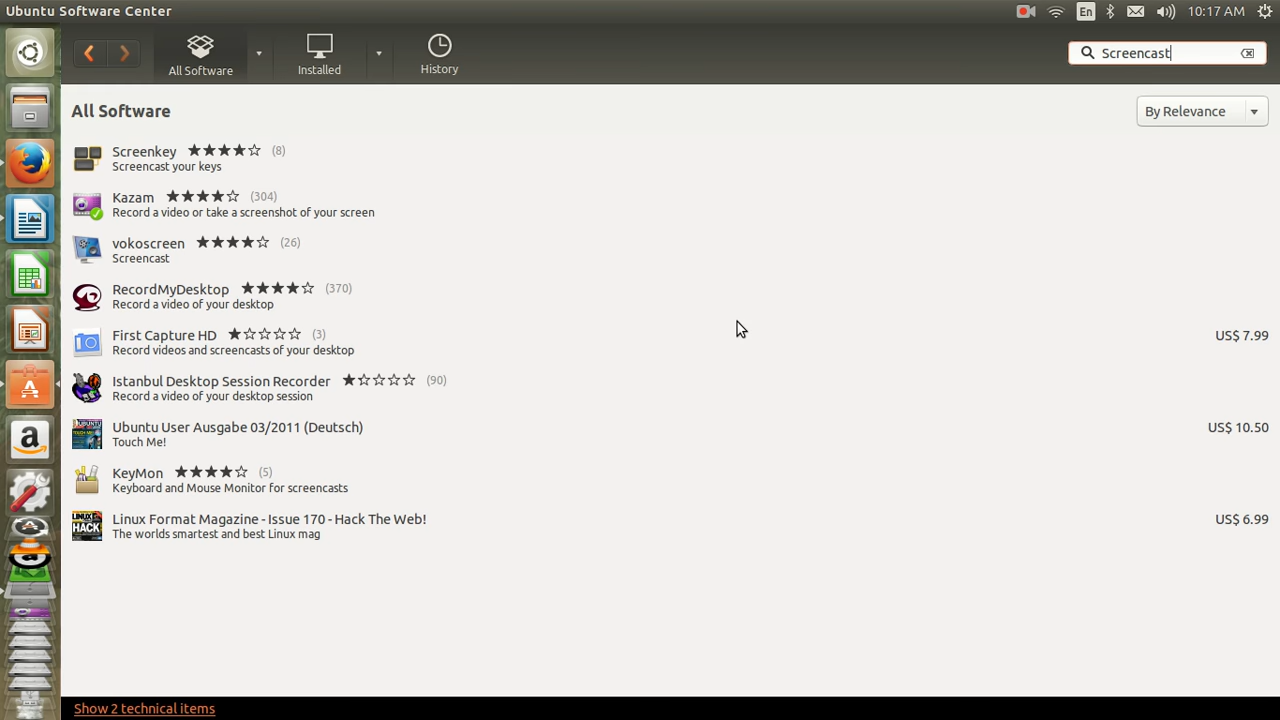 Ubuntu Software Center
En
10:17 AM
All Software
Installed
History
Screencast
All Software
By Relevance
Screenkey (8)
Screencast your keys
Kazam (304)
Record a video or take a screenshot of your screen
vokoscreen (26)
Screencast
RecordMyDesktop (370)
Record a video of your desktop
First Capture HD (3) US$ 7.99
Record videos and screencasts of your desktop
Istanbul Desktop Session Recorder (90)
Record a video of your desktop session
Ubuntu User Ausgabe 03/2011 (Deutsch) US$ 10.50
Touch Me!
KeyMon (5)
Keyboard and Mouse Monitor for screencasts
Linux Format Magazine - Issue 170 - Hack The Web! US$ 6.99
The worlds smartest and best Linux mag
HACK
Show 2 technical items